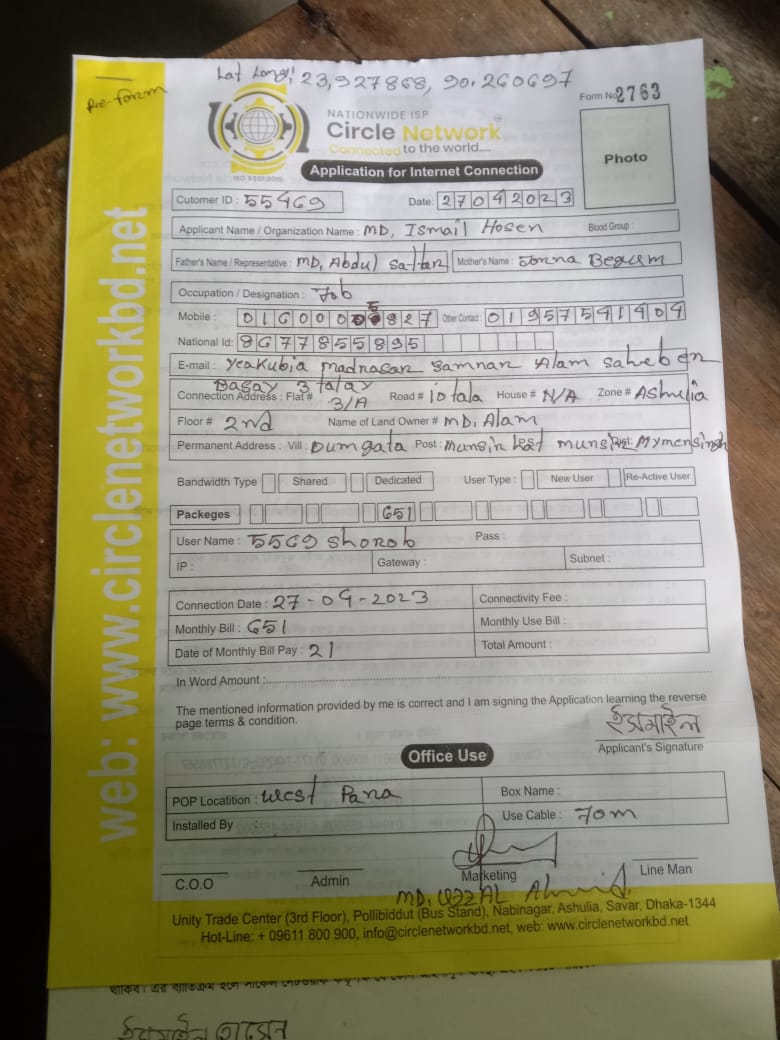 Lat Long: 23,927868, 90.260697
Pre-form
Form No 2763
NATIONWIDE ISP
Circle Network
Connected to the world....
ISO 9001:2015
Photo
Application for Internet Connection
Cutomer ID : 55469 Date: 27042023
Applicant Name / Organization Name : MD, Ismail Hosen Blood Group :
Father's Name / Representative : MD, Abdul Sattar Mother's Name : Begum
Occupation / Designation : Job
Mobile : Other Contact : 01957541404
National Id: 8677855895
E-mail : Yeakubia madrasar samnar Alam saheber
Basay 3 talay
Connection Address : Flat # 3/A Road # 10 tala House # N/A Zone # Ashulia
Floor # 2nd Name of Land Owner # MD, Alam
Permanent Address : Vill : Dumgata Post : Munsir hat Dist: Mymensingh
Bandwidth Type Shared Dedicated User Type : New User Re-Active User
Packeges 651
User Name : 5569 shorob Pass :
IP : Gateway : Subnet :
Connection Date : 27-04-2023 Connectivity Fee :
Monthly Bill : 651 Monthly Use Bill :
Date of Monthly Bill Pay : 21 Total Amount :
In Word Amount :
The mentioned information provided by me is correct and I am signing the Application learning the reverse
page terms & condition.
ইসমাইল
Applicant's Signature
Office Use
POP Locatition : West Para Box Name :
Installed By : Use Cable : 70m
C.O.O Admin Marketing Line Man
MD, UZZAL Ahmed.
Unity Trade Center (3rd Floor), Pollibiddut (Bus Stand), Nabinagar, Ashulia, Savar, Dhaka-1344
Hot-Line: + 09611 800 900, info@circlenetworkbd.net, web: www.circlenetworkbd.net
web: www.circlenetworkbd.net
ইসমাইল হোসেন